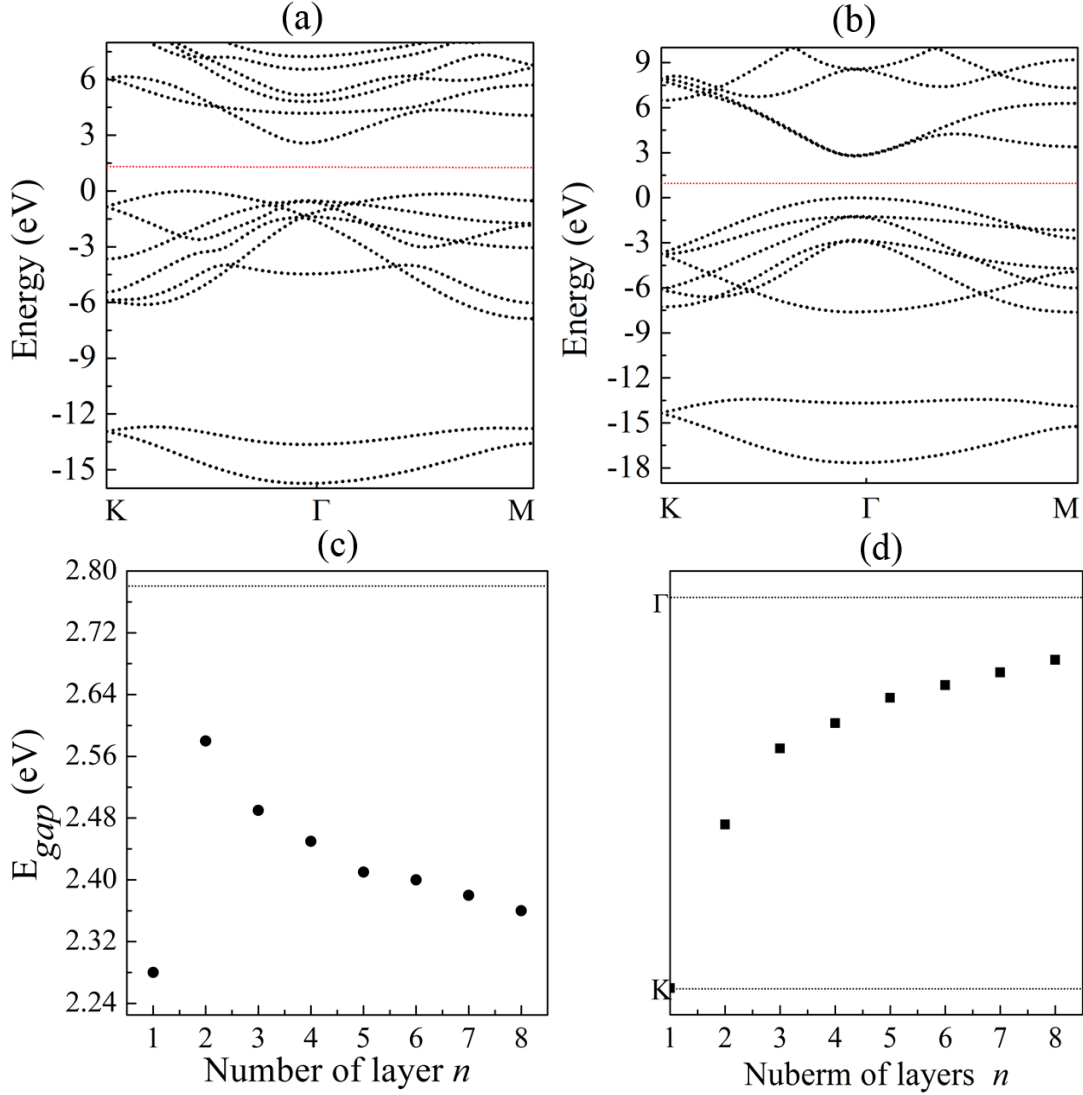 (a)
(b)
Energy (eV)
6
3
0
-3
-6
-9
-12
-15
K
Γ
M
Energy (eV)
9
6
3
0
-3
-6
-9
-12
-15
-18
K
Γ
M
(c)
(d)
E_gap (eV)
2.80
2.72
2.64
2.56
2.48
2.40
2.32
2.24
1 2 3 4 5 6 7 8
Number of layer n
Γ
K
1 2 3 4 5 6 7 8
Nuberm of layers n